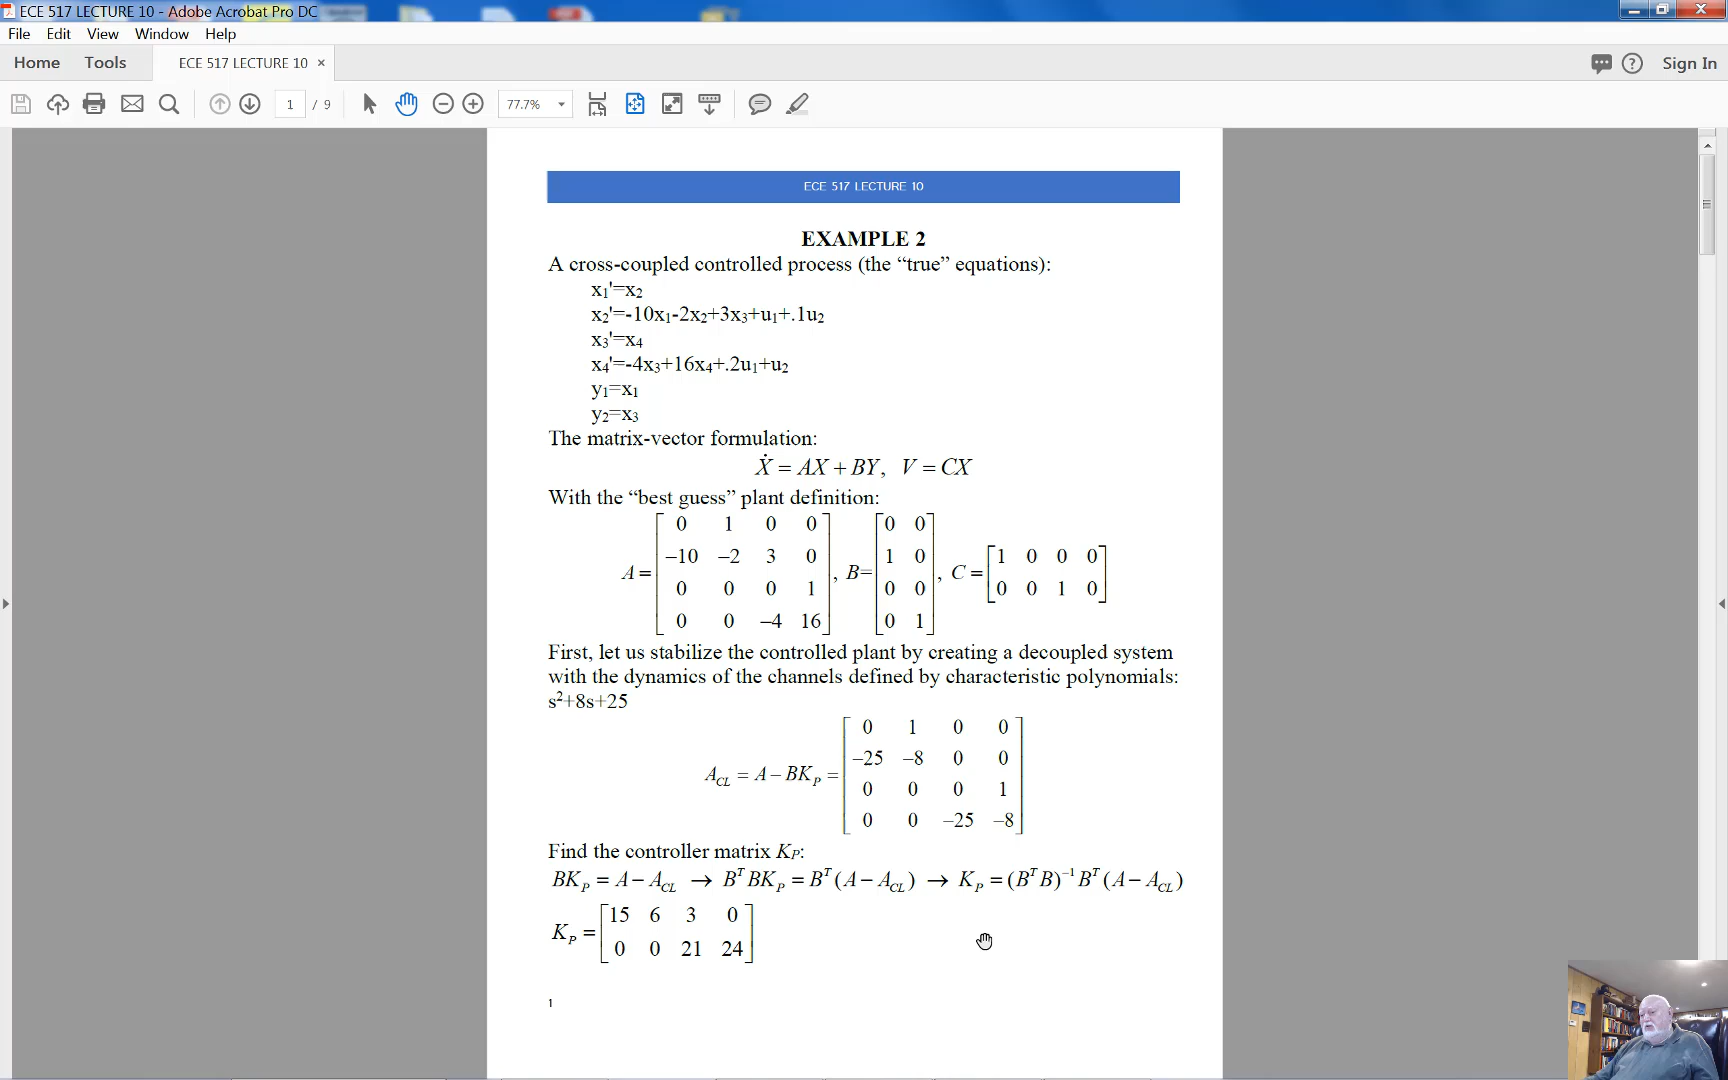 ECE 517 LECTURE 10 - Adobe Acrobat Pro DC
File Edit View Window Help
Home Tools ECE 517 LECTURE 10 × Sign In
1 / 9 77.7%
ECE 517 LECTURE 10
EXAMPLE 2
A cross-coupled controlled process (the “true” equations):
x₁'=x₂
x₂'=-10x₁-2x₂+3x₃+u₁+.1u₂
x₃'=x₄
x₄'=-4x₃+16x₄+.2u₁+u₂
y₁=x₁
y₂=x₃
The matrix-vector formulation:
Ẋ = AX + BY, V = CX
With the “best guess” plant definition:
A = [0 1 0 0; −10 −2 3 0; 0 0 0 1; 0 0 −4 16], B= [0 0; 1 0; 0 0; 0 1], C = [1 0 0 0; 0 0 1 0]
First, let us stabilize the controlled plant by creating a decoupled system
with the dynamics of the channels defined by characteristic polynomials:
s²+8s+25
A_CL = A − BK_P = [0 1 0 0; −25 −8 0 0; 0 0 0 1; 0 0 −25 −8]
Find the controller matrix K_P:
BK_P = A − A_CL → BᵀBK_P = Bᵀ(A − A_CL) → K_P = (BᵀB)⁻¹Bᵀ(A − A_CL)
K_P = [15 6 3 0; 0 0 21 24]
1